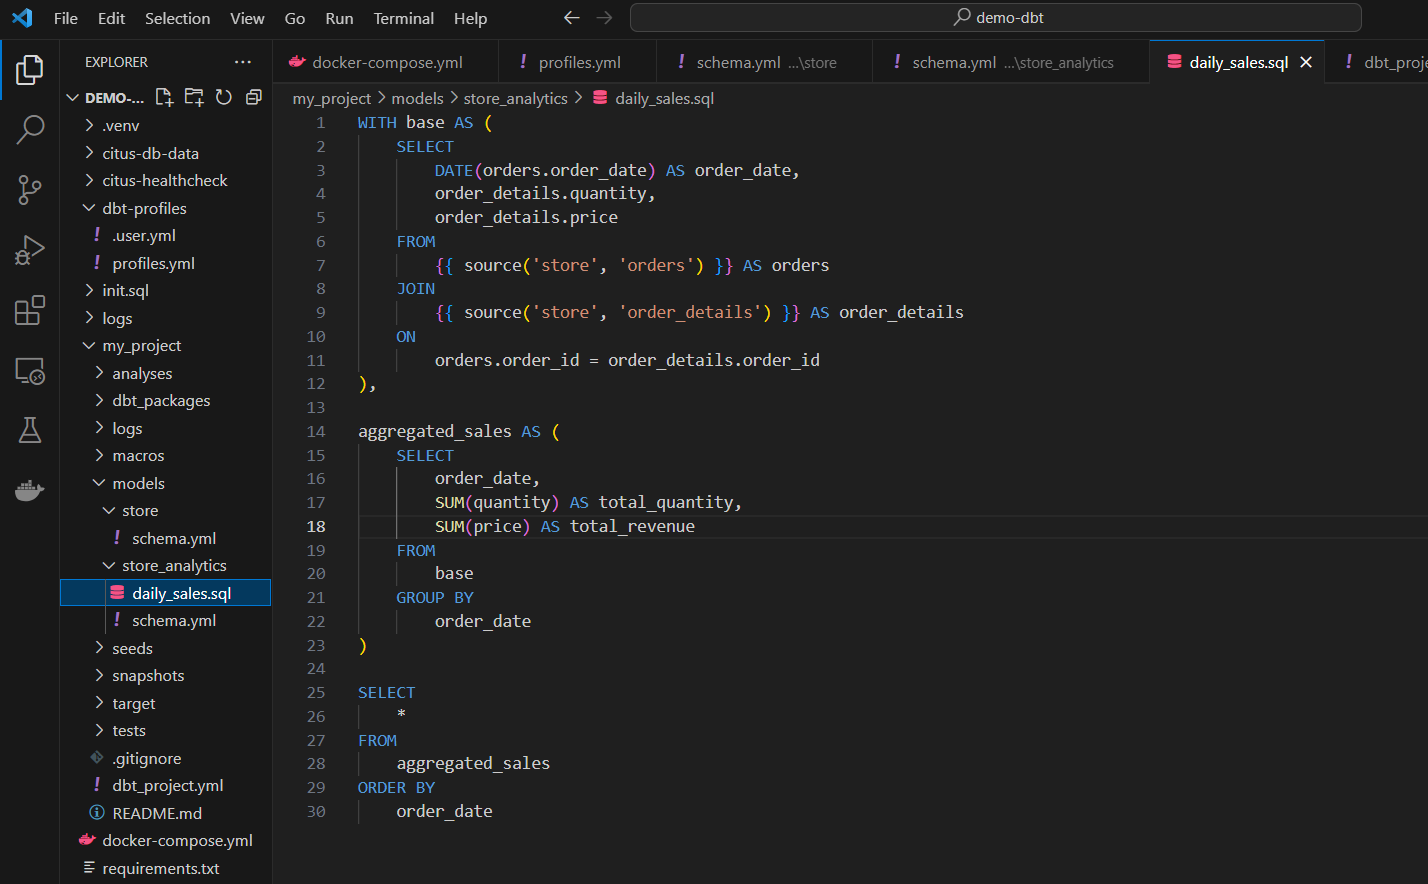 File Edit Selection View Go Run Terminal Help
demo-dbt
EXPLORER
docker-compose.yml
profiles.yml
schema.yml ...\store
schema.yml ...\store_analytics
daily_sales.sql
dbt_proje
DEMO-...
.venv
citus-db-data
citus-healthcheck
dbt-profiles
.user.yml
profiles.yml
init.sql
logs
my_project
analyses
dbt_packages
logs
macros
models
store
schema.yml
store_analytics
daily_sales.sql
schema.yml
seeds
snapshots
target
tests
.gitignore
dbt_project.yml
README.md
docker-compose.yml
requirements.txt
my_project > models > store_analytics > daily_sales.sql
1 WITH base AS (
2     SELECT
3         DATE(orders.order_date) AS order_date,
4         order_details.quantity,
5         order_details.price
6     FROM
7         {{ source('store', 'orders') }} AS orders
8     JOIN
9         {{ source('store', 'order_details') }} AS order_details
10     ON
11         orders.order_id = order_details.order_id
12 ),
13
14 aggregated_sales AS (
15     SELECT
16         order_date,
17         SUM(quantity) AS total_quantity,
18         SUM(price) AS total_revenue
19     FROM
20         base
21     GROUP BY
22         order_date
23 )
24
25 SELECT
26     *
27 FROM
28     aggregated_sales
29 ORDER BY
30     order_date